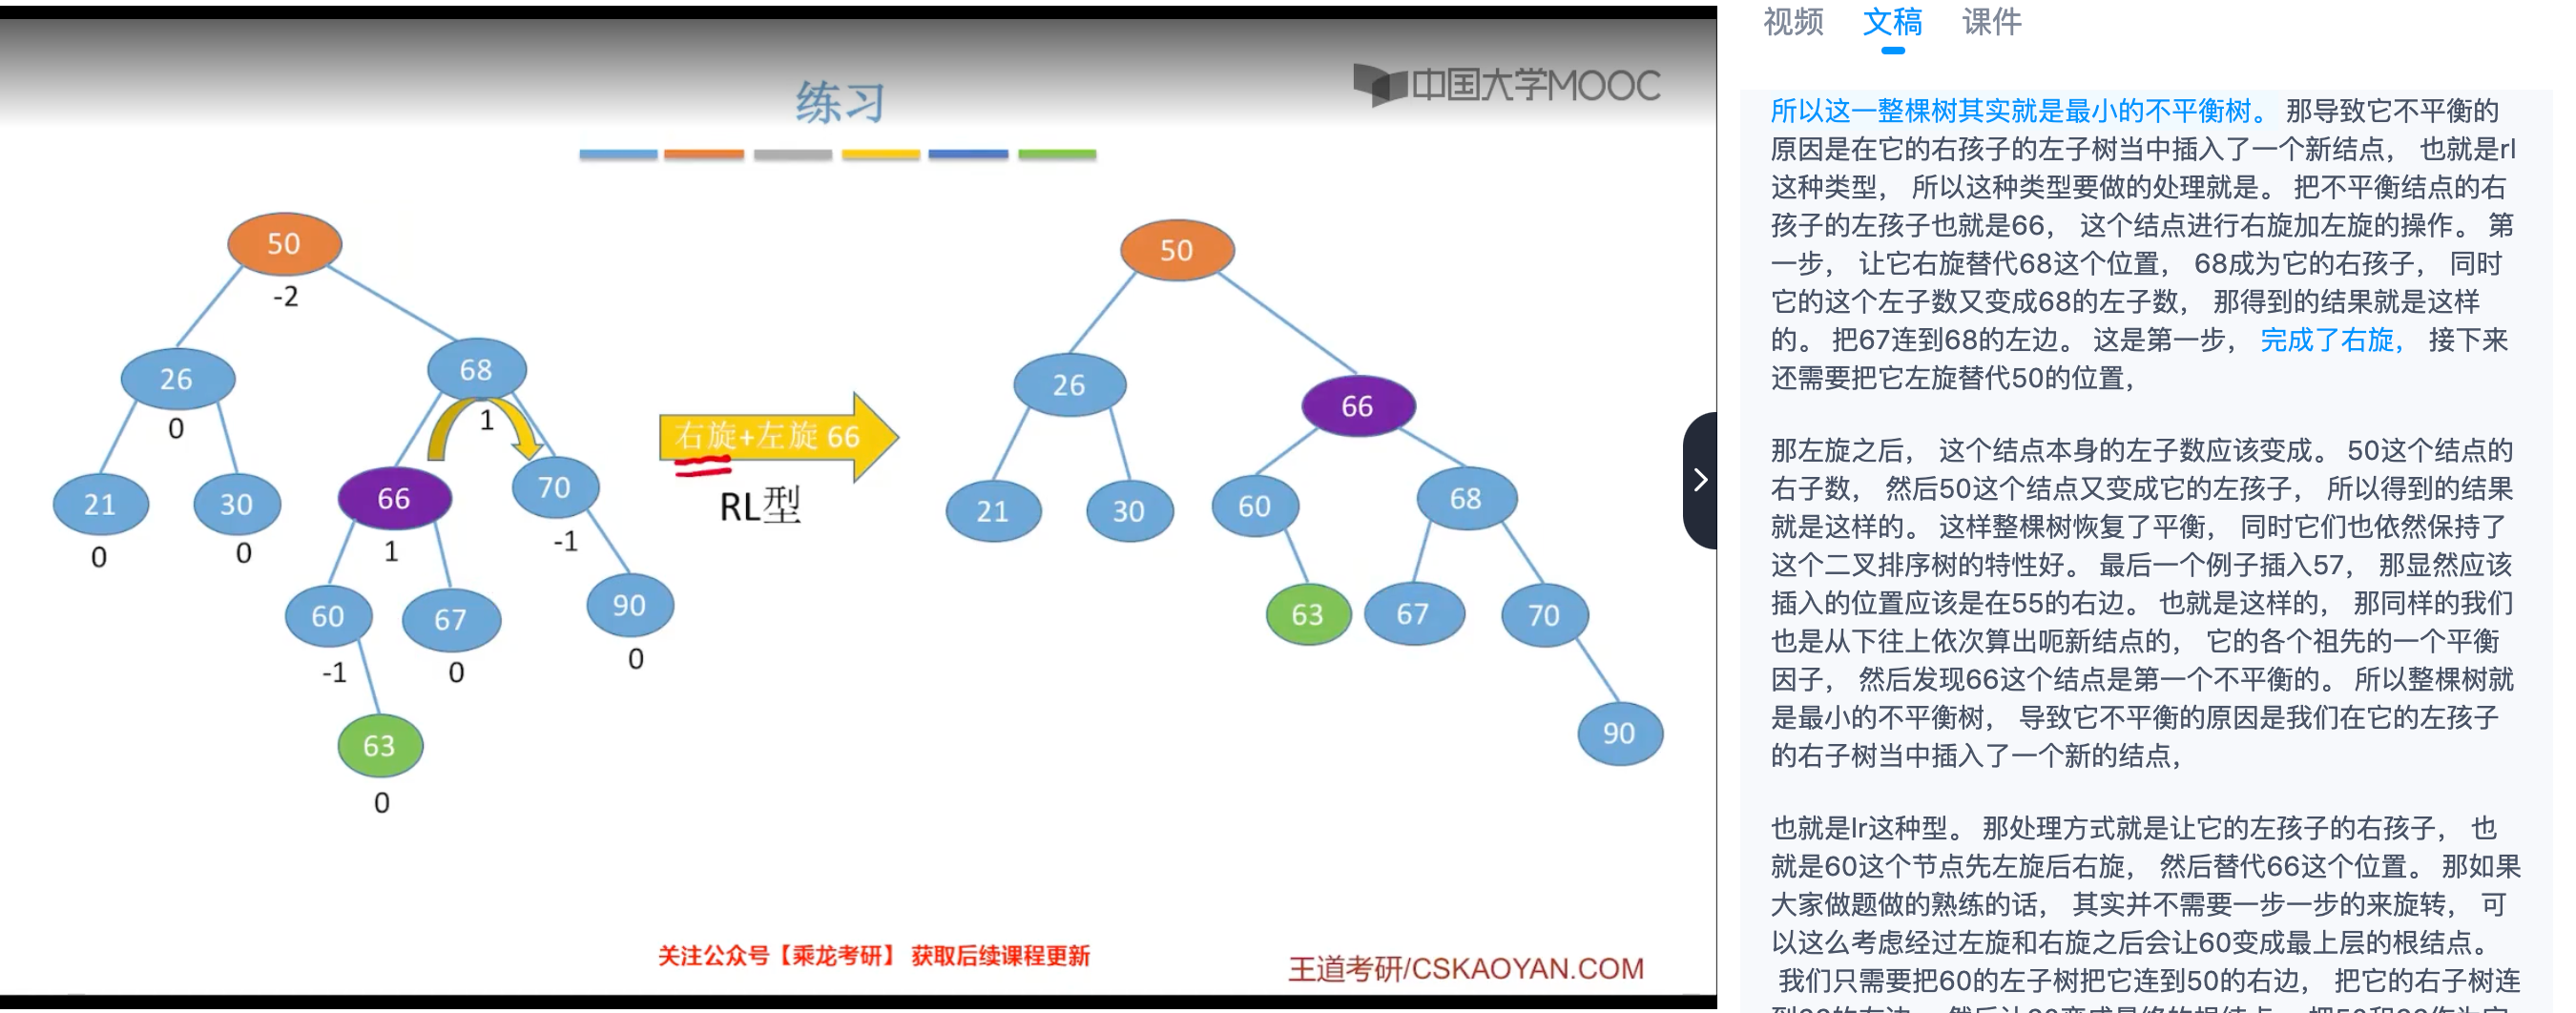 练习
中国大学MOOC
50
-2
26
0
68
1
21
0
30
0
66
1
70
-1
60
-1
67
0
90
0
63
0
右旋+左旋 66
RL型
50
26
66
21
30
60
68
63
67
70
90
关注公众号【乘龙考研】 获取后续课程更新
王道考研/CSKAOYAN.COM
视频 文稿 课件
所以这一整棵树其实就是最小的不平衡树。 那导致它不平衡的
原因是在它的右孩子的左子树当中插入了一个新结点， 也就是rl
这种类型， 所以这种类型要做的处理就是。 把不平衡结点的右
孩子的左孩子也就是66， 这个结点进行右旋加左旋的操作。 第
一步， 让它右旋替代68这个位置， 68成为它的右孩子， 同时
它的这个左子数又变成68的左子数， 那得到的结果就是这样
的。 把67连到68的左边。 这是第一步， 完成了右旋， 接下来
还需要把它左旋替代50的位置，
那左旋之后， 这个结点本身的左子数应该变成。 50这个结点的
右子数， 然后50这个结点又变成它的左孩子， 所以得到的结果
就是这样的。 这样整棵树恢复了平衡， 同时它们也依然保持了
这个二叉排序树的特性好。 最后一个例子插入57， 那显然应该
插入的位置应该是在55的右边。 也就是这样的， 那同样的我们
也是从下往上依次算出呃新结点的， 它的各个祖先的一个平衡
因子， 然后发现66这个结点是第一个不平衡的。 所以整棵树就
是最小的不平衡树， 导致它不平衡的原因是我们在它的左孩子
的右子树当中插入了一个新的结点，
也就是lr这种型。 那处理方式就是让它的左孩子的右孩子， 也
就是60这个节点先左旋后右旋， 然后替代66这个位置。 那如果
大家做题做的熟练的话， 其实并不需要一步一步的来旋转， 可
以这么考虑经过左旋和右旋之后会让60变成最上层的根结点。
我们只需要把60的左子树把它连到50的右边， 把它的右子树连